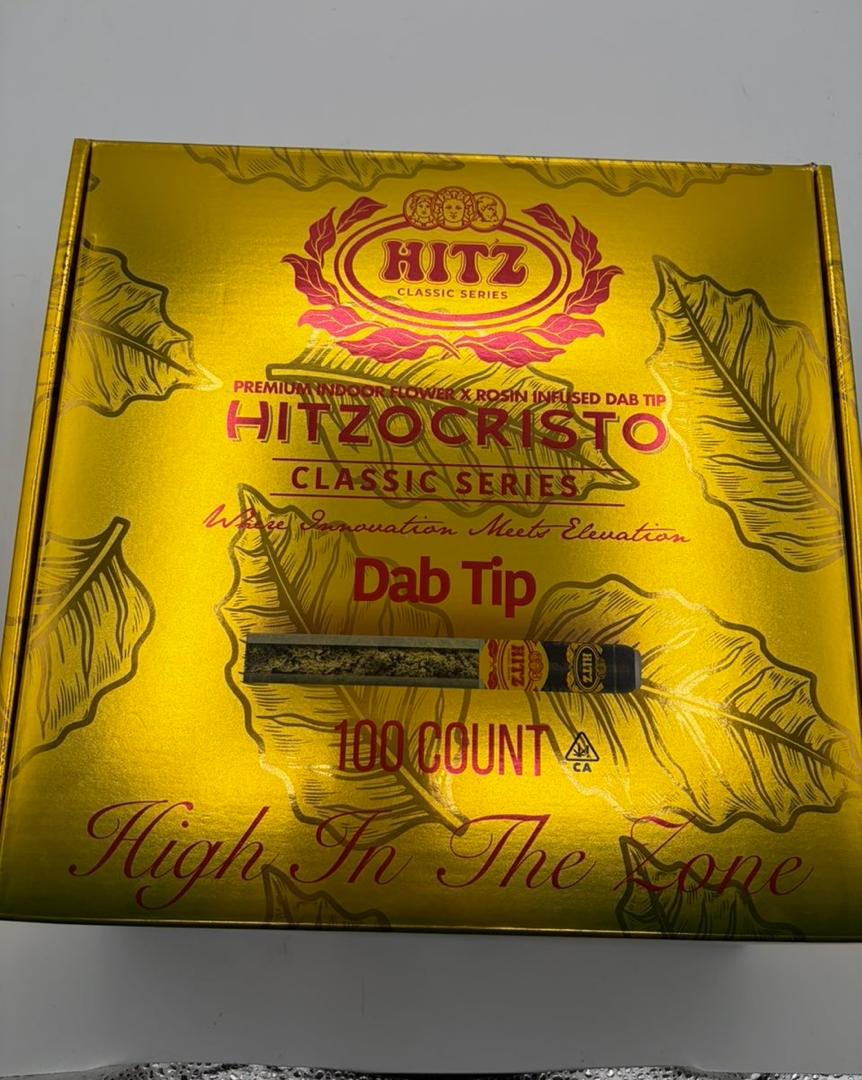 HITZ
CLASSIC SERIES
PREMIUM INDOOR FLOWER X ROSIN INFUSED DAB TIP
HITZOCRISTO
CLASSIC SERIES
Where Innovation Meets Elevation
Dab Tip
HITZ
HITZ
100 COUNT
CA
High In The Zone